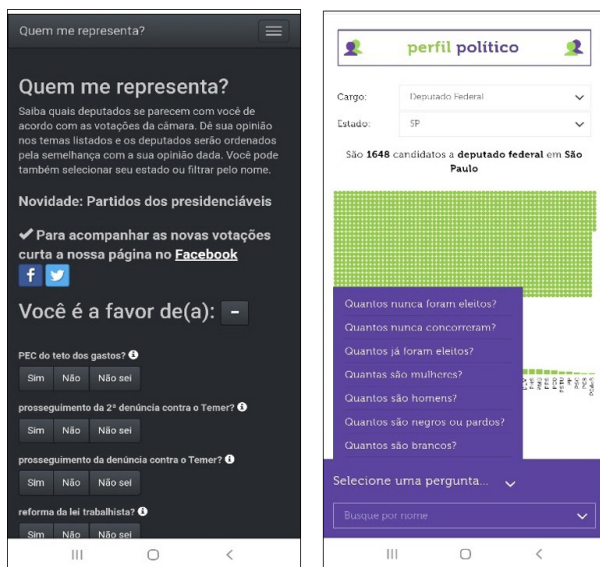 Quem me representa?
Quem me representa?
Saiba quais deputados se parecem com você de
acordo com as votações da câmara. Dê sua opinião
nos temas listados e os deputados serão ordenados
pela semelhança com a sua opinião dada. Você pode
também selecionar seu estado ou filtrar pelo nome.
Novidade: Partidos dos presidenciáveis
✔ Para acompanhar as novas votações
curta a nossa página no Facebook
Você é a favor de(a): -
PEC do teto dos gastos?
Sim Não Não sei
prosseguimento da 2ª denúncia contra o Temer?
Sim Não Não sei
prosseguimento da denúncia contra o Temer?
Sim Não Não sei
reforma da lei trabalhista?
Sim Não Não sei
perfil político
Cargo: Deputado Federal
Estado: SP
São 1648 candidatos a deputado federal em São
Paulo
Quantos nunca foram eleitos?
Quantos nunca concorreram?
Quantos já foram eleitos?
Quantas são mulheres?
Quantos são homens?
Quantos são negros ou pardos?
Quantos são brancos?
Selecione uma pergunta...
Busque por nome